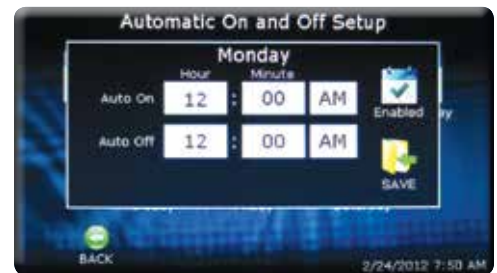 Automatic On and Off Setup
Monday
Hour Minute
Auto On 12 : 00 AM
Enabled
Auto Off 12 : 00 AM
SAVE
BACK
2/24/2012 7:50 AM